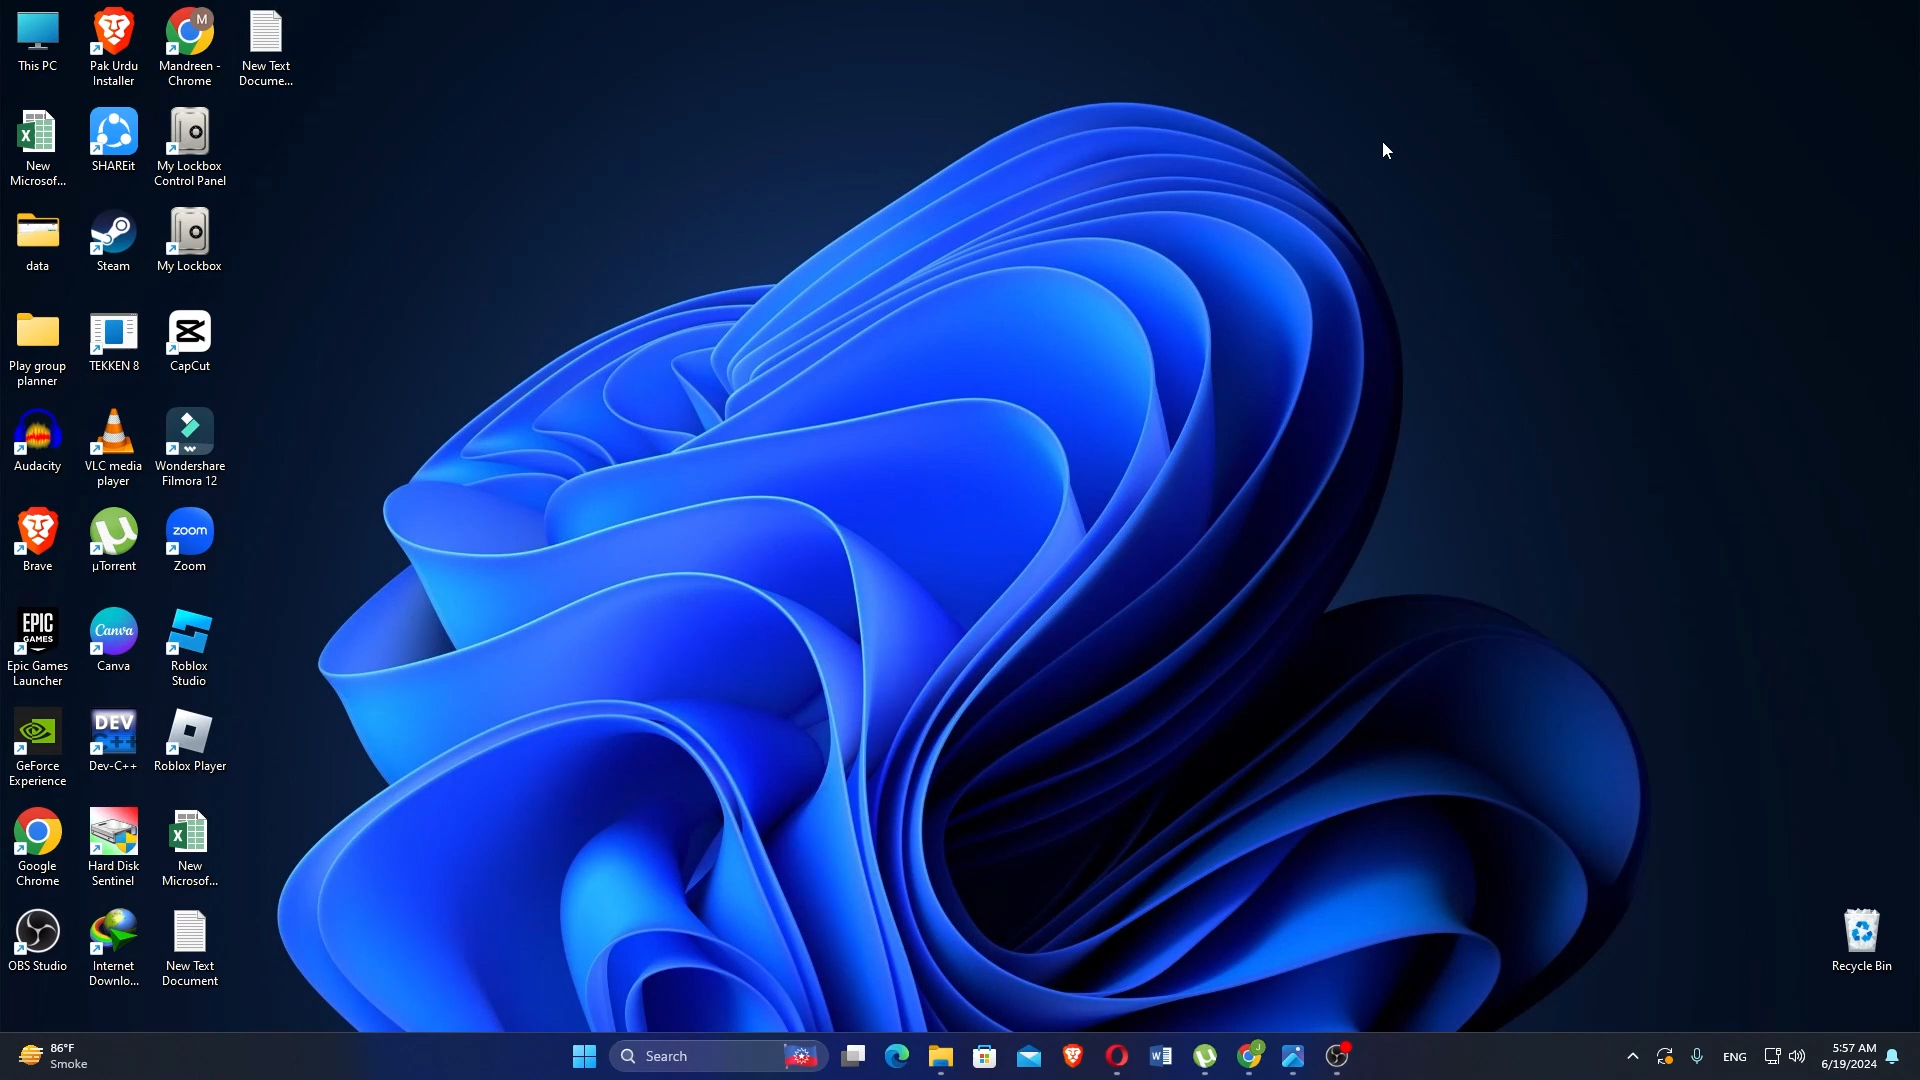 This PC
Pak Urdu
Installer
M
Mandreen -
Chrome
New Text
Docume...
New
Microsof...
SHAREit
My Lockbox
Control Panel
data
Steam
My Lockbox
Play group
planner
TEKKEN 8
CapCut
Audacity
VLC media
player
Wondershare
Filmora 12
Brave
µTorrent
zoom
Zoom
EPIC
GAMES
Epic Games
Launcher
Canva
Canva
Roblox
Studio
GeForce
Experience
DEV
C++
Dev-C++
Roblox Player
Google
Chrome
Hard Disk
Sentinel
New
Microsof...
OBS Studio
Internet
Downlo...
New Text
Document
Recycle Bin
86°F
Smoke
Search
J
ENG
5:57 AM
6/19/2024